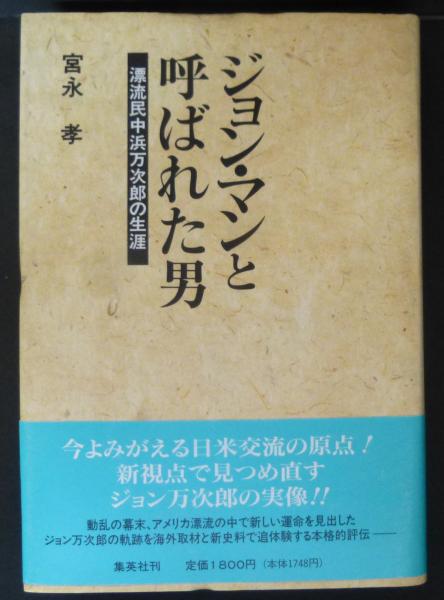 ジョン・マンと
呼ばれた男
漂流民中浜万次郎の生涯
宮永 孝
今よみがえる日米交流の原点！
新視点で見つめ直す
ジョン万次郎の実像!!
動乱の幕末、アメリカ漂流の中で新しい運命を見出した
ジョン万次郎の軌跡を海外取材と新史料で追体験する本格的評伝——
集英社刊 定価1800円（本体1748円）